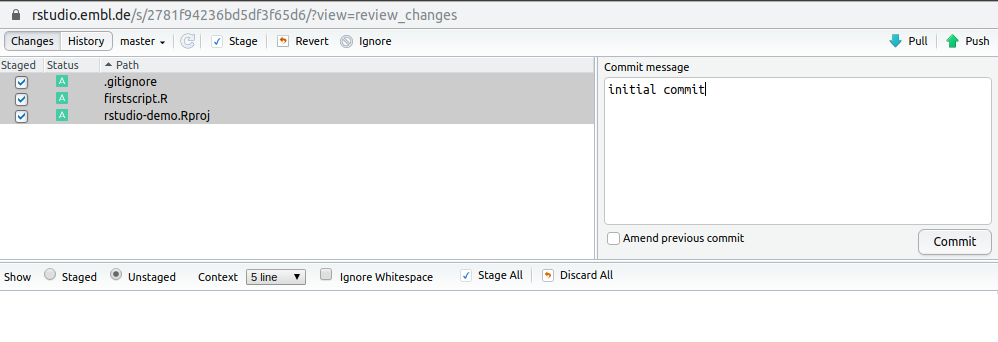 rstudio.embl.de/s/2781f94236bd5df3f65d6/?view=review_changes
Changes History master Stage Revert Ignore Pull Push
Staged Status Path
A .gitignore
A firstscript.R
A rstudio-demo.Rproj
Commit message
initial commit
Amend previous commit
Commit
Show Staged Unstaged Context 5 line Ignore Whitespace Stage All Discard All